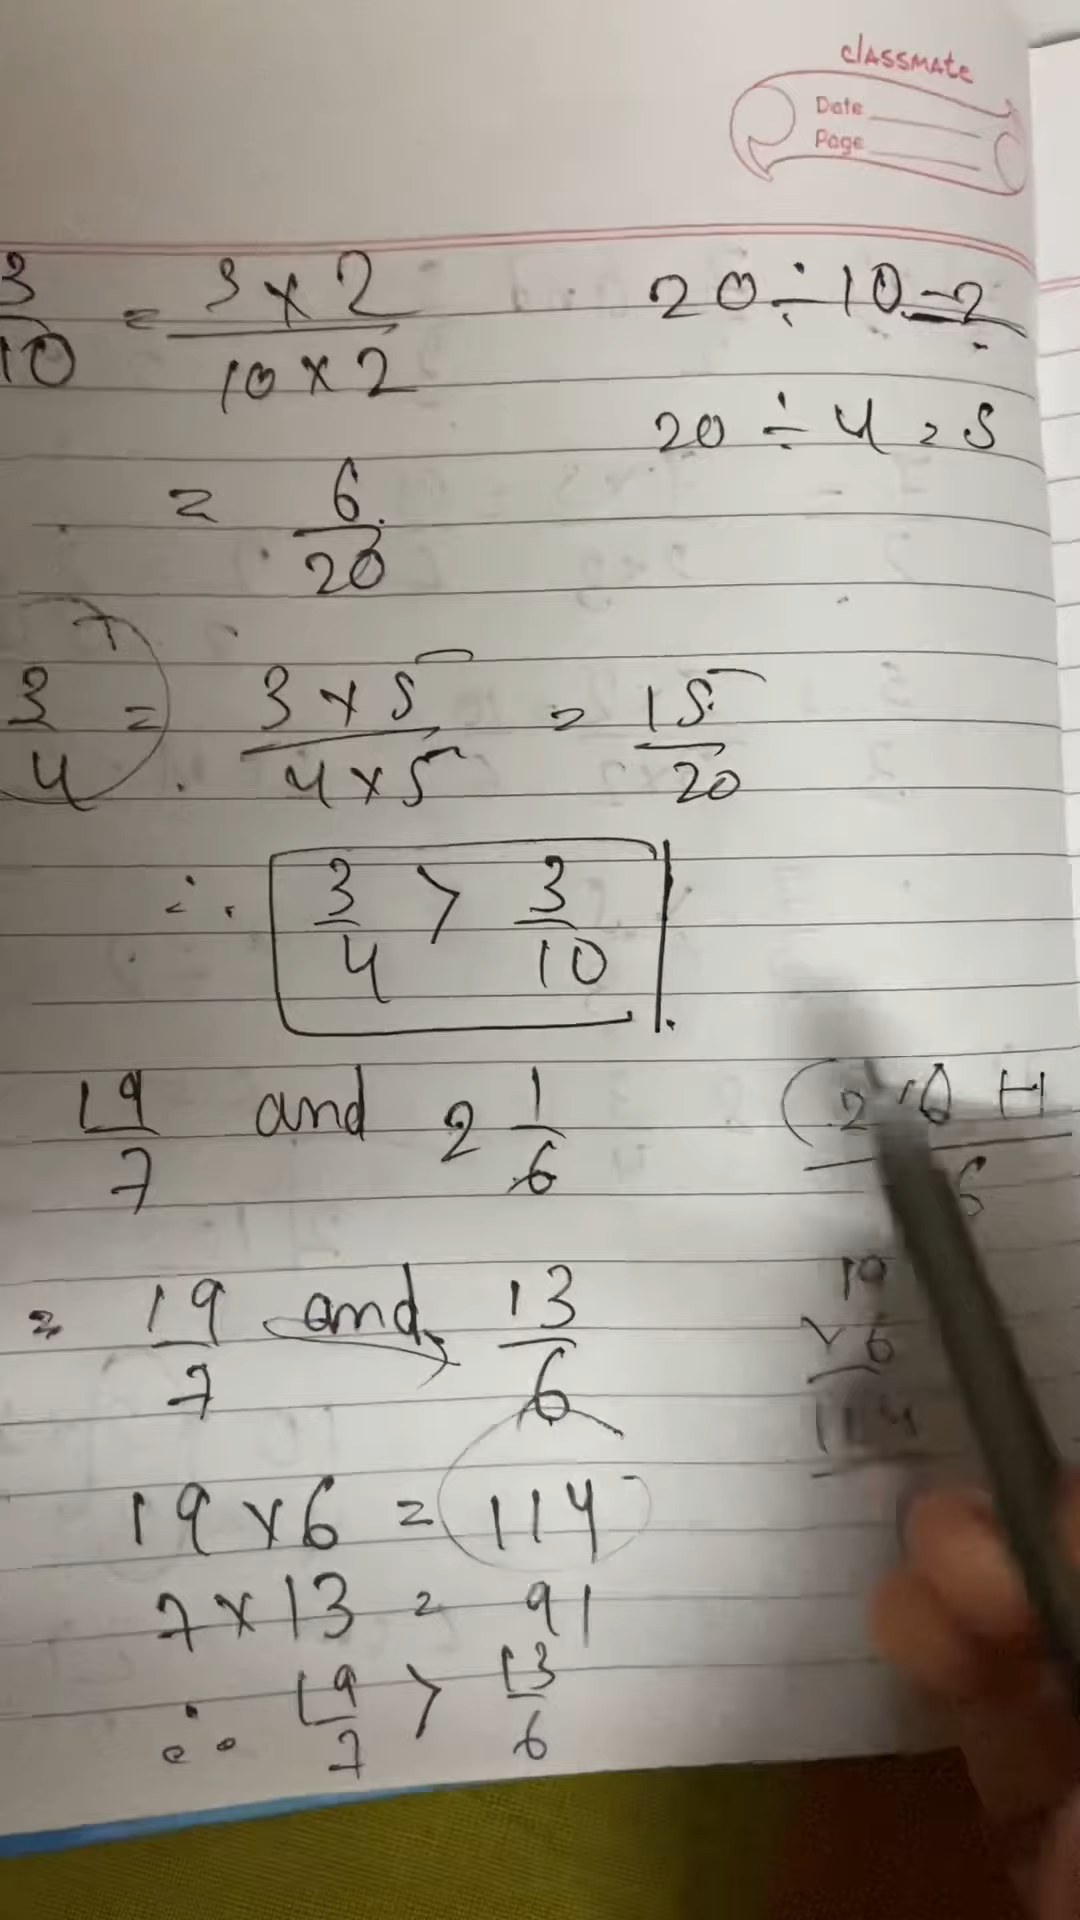 classmate
Date
Page
3/10 = 3 × 2 / 10 × 2
20 ÷ 10 = 2
20 ÷ 4 = 5
= 6/20
3/4 = 3 × 5 / 4 × 5 = 15/20
∴ 3/4 > 3/10
19/7 and 2 1/6
= 19/7 and 13/6
19 × 6 = 114
7 × 13 = 91
∴ 19/7 > 13/6